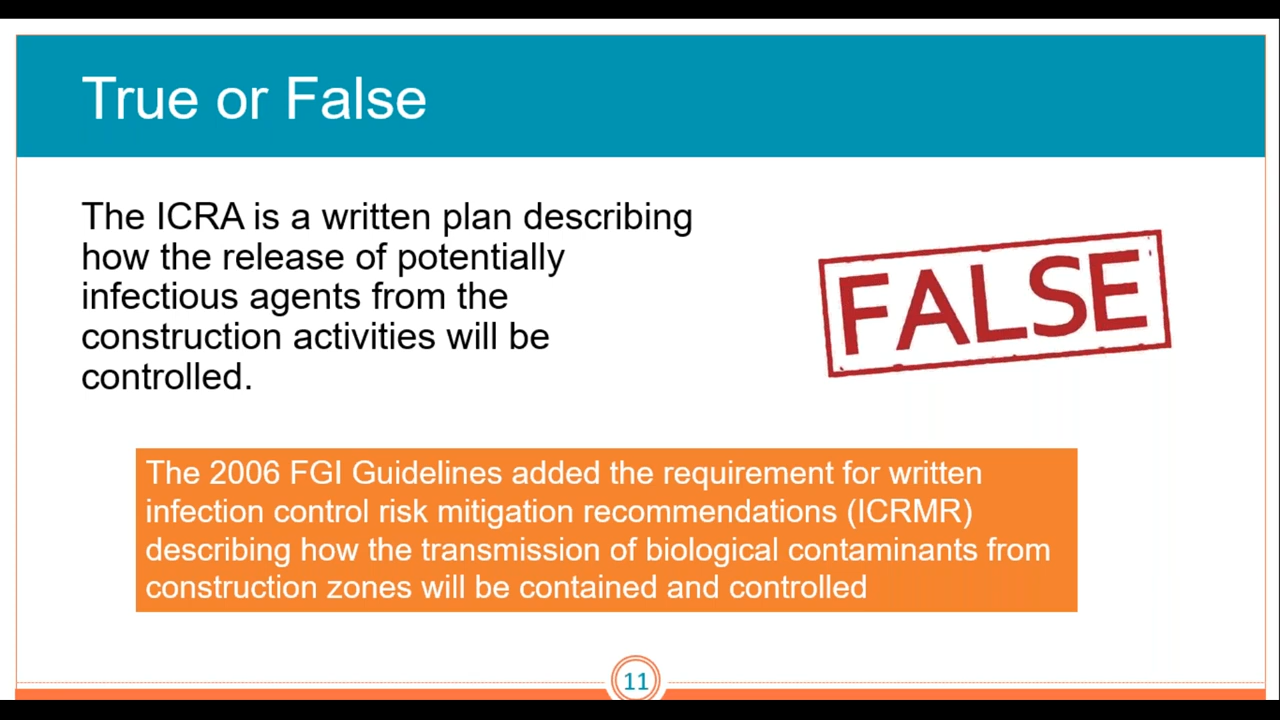 True or False
The ICRA is a written plan describing
how the release of potentially
infectious agents from the
construction activities will be
controlled.
FALSE
The 2006 FGI Guidelines added the requirement for written
infection control risk mitigation recommendations (ICRMR)
describing how the transmission of biological contaminants from
construction zones will be contained and controlled
11